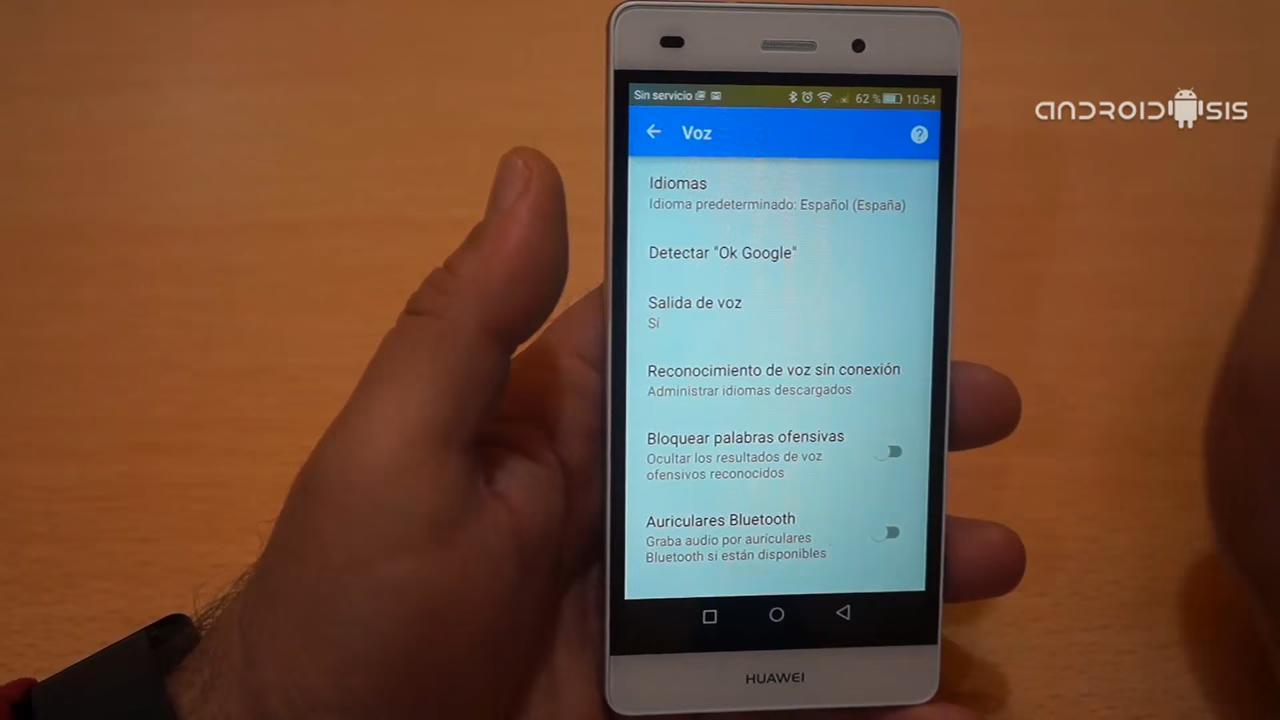 ANDROIDSIS
Sin servicio 62 % 10:54
Voz
Idiomas
Idioma predeterminado: Español (España)
Detectar "Ok Google"
Salida de voz
Sí
Reconocimiento de voz sin conexión
Administrar idiomas descargados
Bloquear palabras ofensivas
Ocultar los resultados de voz
ofensivos reconocidos
Auriculares Bluetooth
Graba audio por auriculares
Bluetooth si están disponibles
HUAWEI